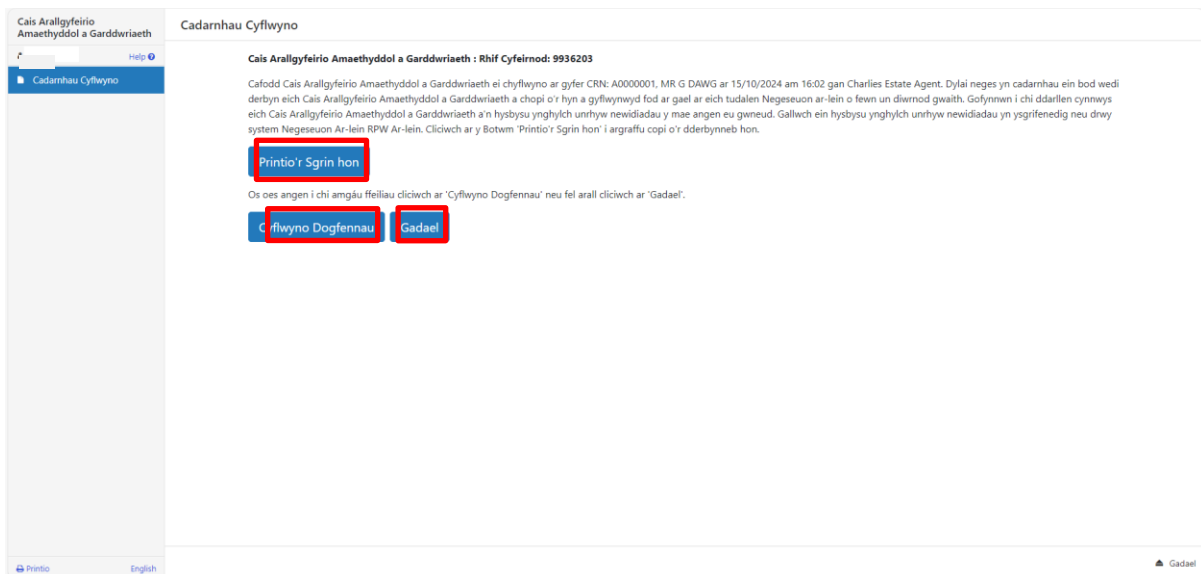 Cais Arallgyfeirio
Amaethyddol a Garddwriaeth
Help
Cadarnhau Cyflwyno
Cadarnhau Cyflwyno
Cais Arallgyfeirio Amaethyddol a Garddwriaeth : Rhif Cyfeirnod: 9936203
Cafodd Cais Arallgyfeirio Amaethyddol a Garddwriaeth ei chyflwyno ar gyfer CRN: A0000001, MR G DAWG ar 15/10/2024 am 16:02 gan Charlies Estate Agent. Dylai neges yn cadarnhau ein bod wedi
derbyn eich Cais Arallgyfeirio Amaethyddol a Garddwriaeth a chopi o'r hyn a gyflwynwyd fod ar gael ar eich tudalen Negeseuon ar-lein o fewn un diwrnod gwaith. Gofynnwn i chi ddarllen cynnwys
eich Cais Arallgyfeirio Amaethyddol a Garddwriaeth a'n hysbysu ynghylch unrhyw newidiadau y mae angen eu gwneud. Gallwch ein hysbysu ynghylch unrhyw newidiadau yn ysgrifenedig neu drwy
system Negeseuon Ar-lein RPW Ar-lein. Cliciwch ar y Botwm 'Printio'r Sgrin hon' i argraffu copi o'r dderbynneb hon.
Printio'r Sgrin hon
Os oes angen i chi amgáu ffeiliau cliciwch ar 'Cyflwyno Dogfennau' neu fel arall cliciwch ar 'Gadael'.
Cyflwyno Dogfennau Gadael
Printio English
Gadael